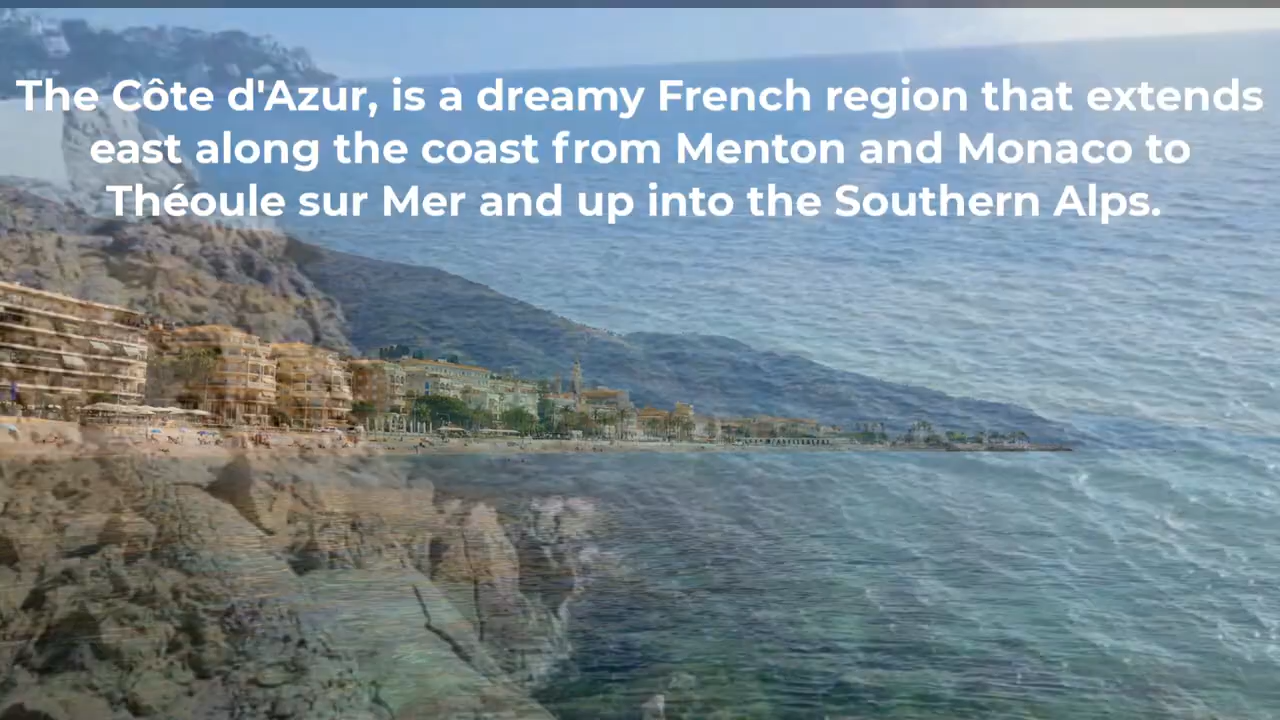 The Côte d'Azur, is a dreamy French region that extends
east along the coast from Menton and Monaco to
Théoule sur Mer and up into the Southern Alps.